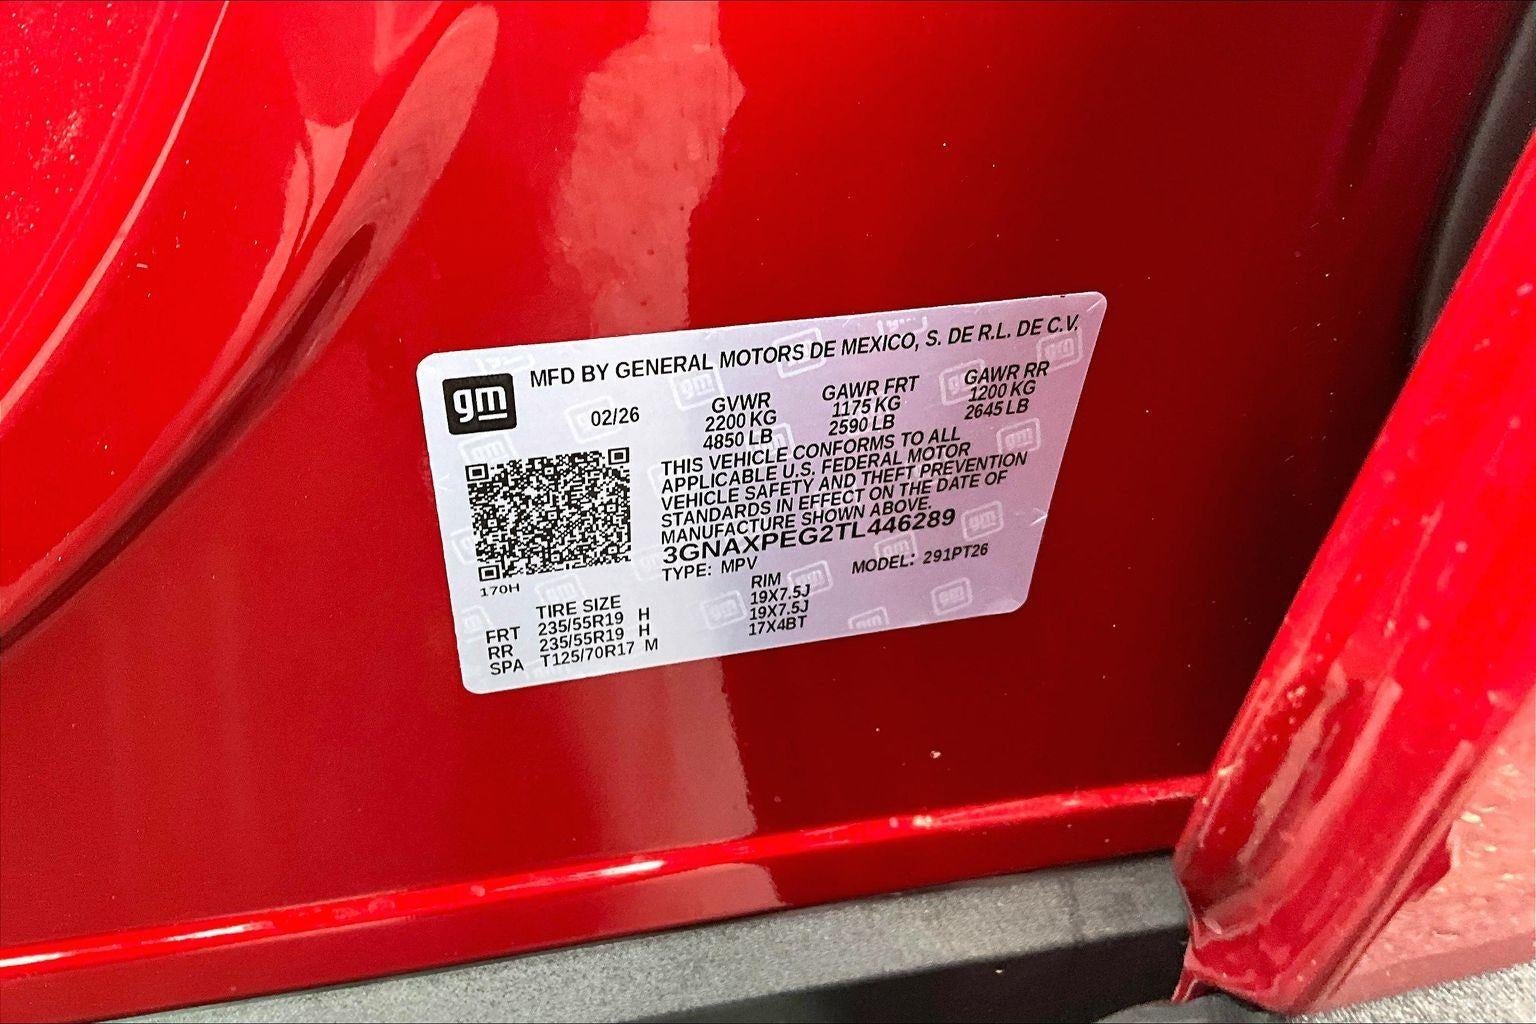 gm
MFD BY GENERAL MOTORS DE MEXICO, S. DE R.L. DE C.V.
02/26
GVWR
2200 KG
4850 LB
GAWR FRT
1175 KG
2590 LB
GAWR RR
1200 KG
2645 LB
THIS VEHICLE CONFORMS TO ALL
APPLICABLE U.S. FEDERAL MOTOR
VEHICLE SAFETY AND THEFT PREVENTION
STANDARDS IN EFFECT ON THE DATE OF
MANUFACTURE SHOWN ABOVE.
3GNAXPEG2TL446289
TYPE: MPV MODEL: 291PT26
170H
TIRE SIZE RIM
FRT 235/55R19 H 19X7.5J
RR 235/55R19 H 19X7.5J
SPA T125/70R17 M 17X4BT